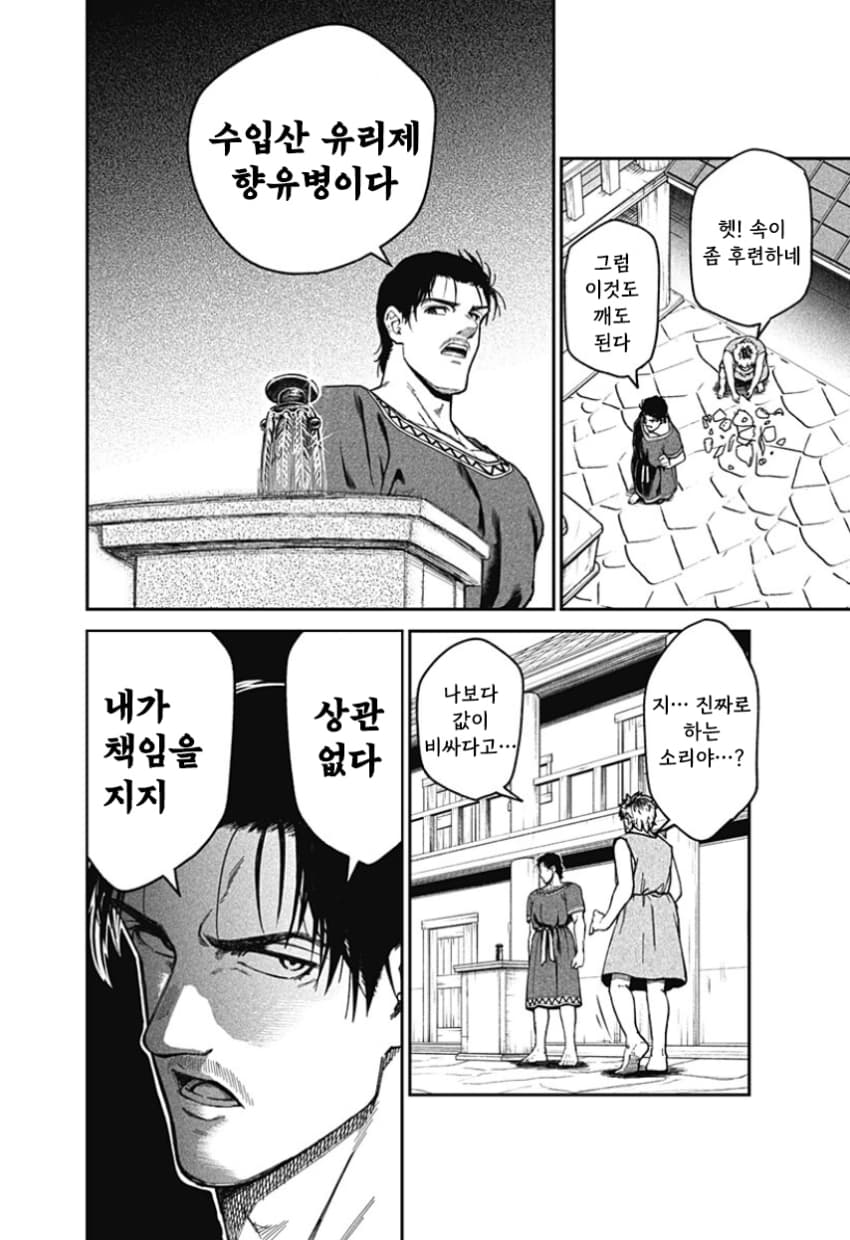 헷! 속이
좀 후련하네
그럼
이것도
깨도
된다
수입산 유리제
향유병이다
지… 진짜로
하는
소리야…?
나보다
값이
비싸다고…
상관
없다
내가
책임을
지지